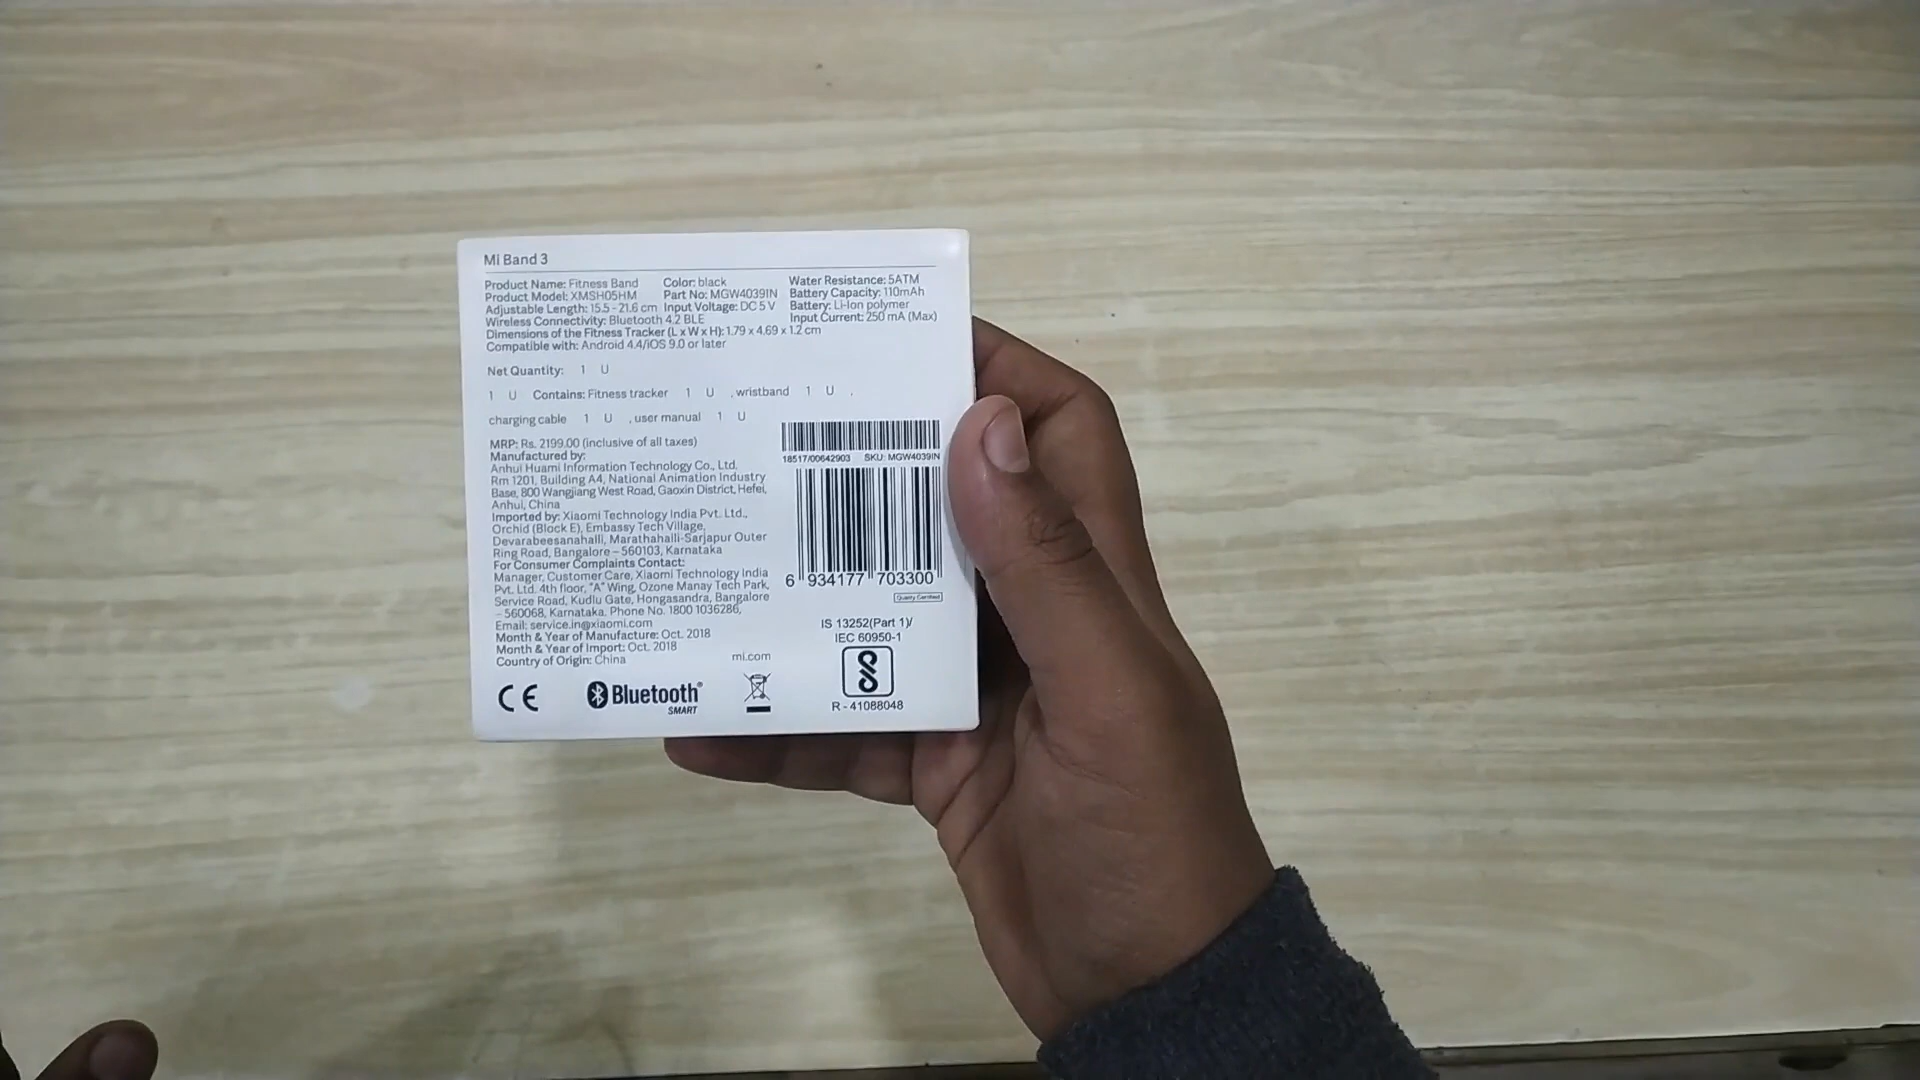 Mi Band 3
Product Name: Fitness Band Color: black Water Resistance: 5ATM
Product Model: XMSH05HM Part No: MGW4039IN Battery Capacity: 110mAh
Adjustable Length: 15.5 - 21.6 cm Input Voltage: DC 5 V Battery: Li-Ion polymer
Wireless Connectivity: Bluetooth 4.2 BLE Input Current: 250 mA (Max)
Dimensions of the Fitness Tracker (L x W x H): 1.79 x 4.69 x 1.2 cm
Compatible with: Android 4.4/iOS 9.0 or later
Net Quantity: 1 U
1 U Contains: Fitness tracker 1 U , wristband 1 U ,
charging cable 1 U , user manual 1 U
MRP: Rs. 2199.00 (inclusive of all taxes)
Manufactured by:
Anhui Huami Information Technology Co., Ltd.
Rm 1201, Building A4, National Animation Industry
Base, 800 Wangjiang West Road, Gaoxin District, Hefei,
Anhui, China
Imported by: Xiaomi Technology India Pvt. Ltd.,
Orchid (Block E), Embassy Tech Village,
Devarabeesanahalli, Marathahalli-Sarjapur Outer
Ring Road, Bangalore – 560103, Karnataka
For Consumer Complaints Contact:
Manager, Customer Care, Xiaomi Technology India
Pvt. Ltd. 4th floor, "A" Wing, Ozone Manay Tech Park,
Service Road, Kudlu Gate, Hongasandra, Bangalore
– 560068, Karnataka. Phone No. 1800 1036286,
Email: service.in@xiaomi.com
Month & Year of Manufacture: Oct. 2018
Month & Year of Import: Oct. 2018
Country of Origin: China
mi.com
18517/00642903 SKU: MGW4039IN
6 934177 703300
Quality Certified
IS 13252(Part 1)/
IEC 60950-1
R - 41088048
CE
Bluetooth®
SMART